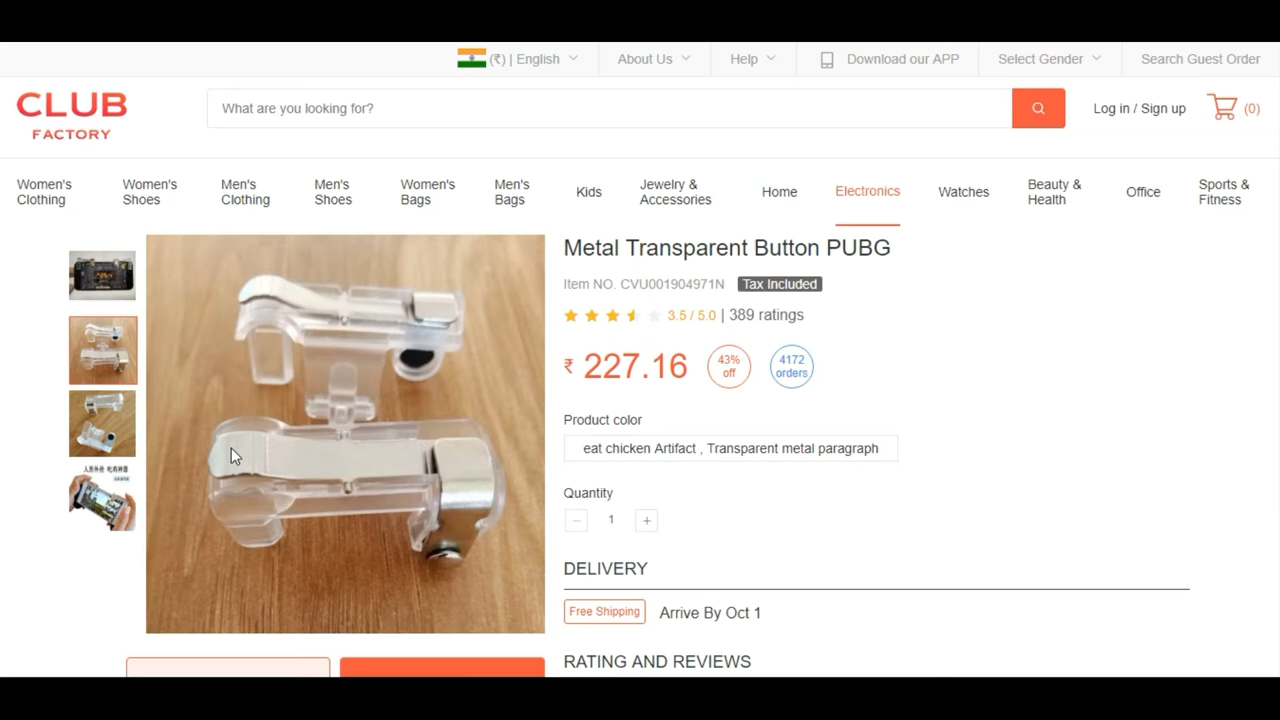 (₹) | English
About Us
Help
Download our APP
Select Gender
Search Guest Order
CLUB
FACTORY
What are you looking for?
Log in / Sign up
(0)
Women's
Clothing
Women's
Shoes
Men's
Clothing
Men's
Shoes
Women's
Bags
Men's
Bags
Kids
Jewelry &
Accessories
Home
Electronics
Watches
Beauty &
Health
Office
Sports &
Fitness
Metal Transparent Button PUBG
Item NO. CVU001904971N Tax Included
3.5 / 5.0 | 389 ratings
₹ 227.16
43%
off
4172
orders
Product color
eat chicken Artifact , Transparent metal paragraph
Quantity
− 1 +
DELIVERY
Free Shipping Arrive By Oct 1
RATING AND REVIEWS